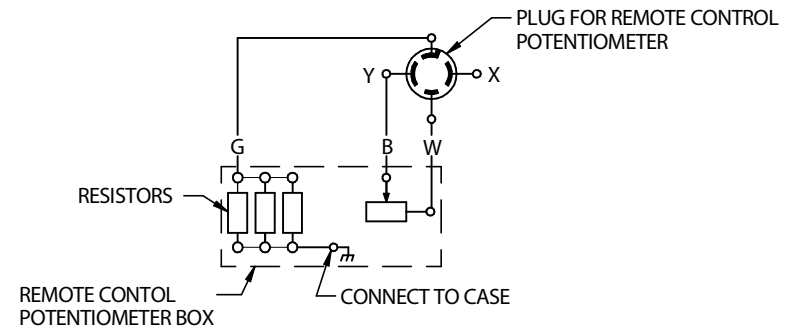 PLUG FOR REMOTE CONTROL
POTENTIOMETER
Y
X
G
B
W
RESISTORS
REMOTE CONTOL
POTENTIOMETER BOX
CONNECT TO CASE